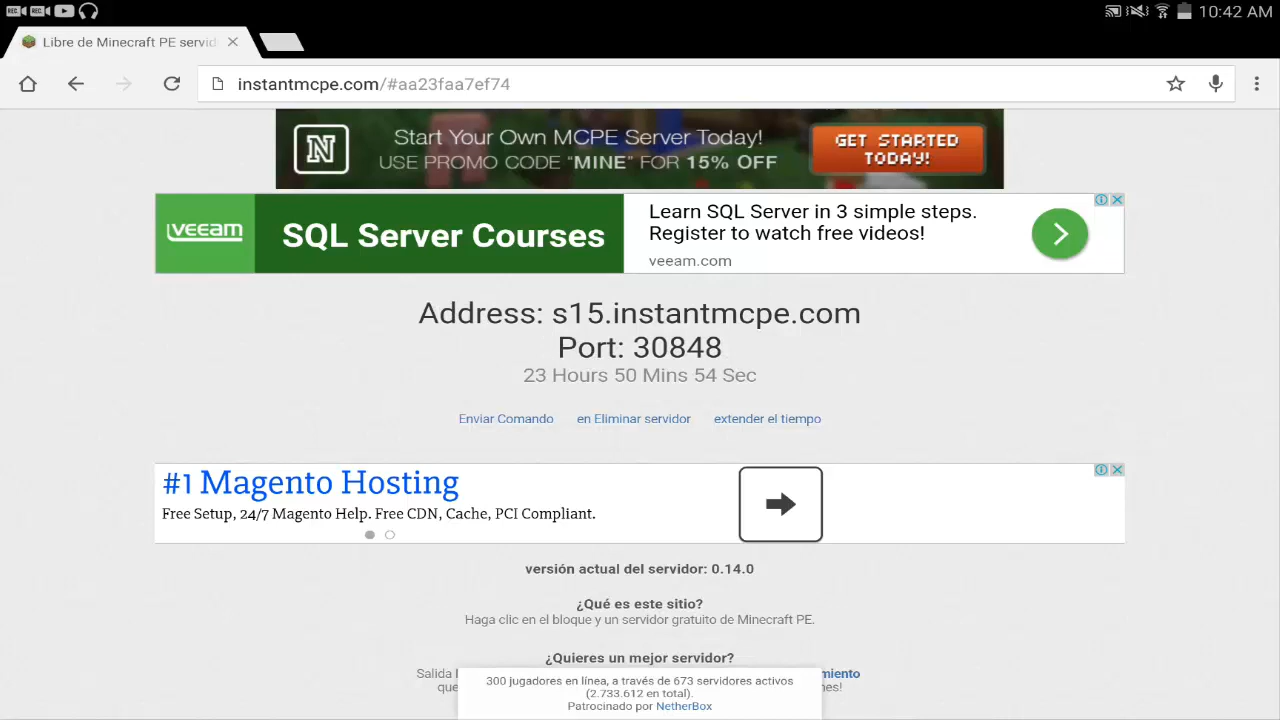 REC REC
10:42 AM
Libre de Minecraft PE servid
instantmcpe.com/#aa23faa7ef74
N
Start Your Own MCPE Server Today!
USE PROMO CODE "MINE" FOR 15% OFF
GET STARTED
TODAY!
veeam
SQL Server Courses
Learn SQL Server in 3 simple steps.
Register to watch free videos!
veeam.com
Address: s15.instantmcpe.com
Port: 30848
23 Hours 50 Mins 54 Sec
Enviar Comando en Eliminar servidor extender el tiempo
#1 Magento Hosting
Free Setup, 24/7 Magento Help. Free CDN, Cache, PCI Compliant.
versión actual del servidor: 0.14.0
¿Qué es este sitio?
Haga clic en el bloque y un servidor gratuito de Minecraft PE.
¿Quieres un mejor servidor?
Salida miento
que nes!
300 jugadores en línea, a través de 673 servidores activos
(2.733.612 en total).
Patrocinado por NetherBox